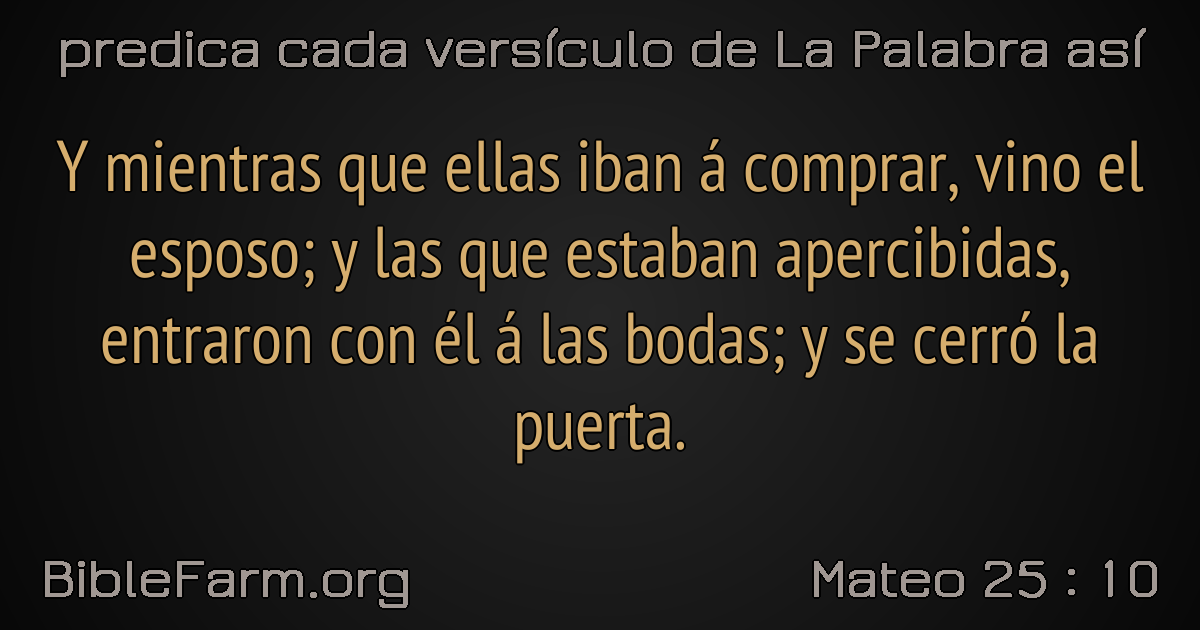 predica cada versículo de La Palabra así
Y mientras que ellas iban á comprar, vino el
esposo; y las que estaban apercibidas,
entraron con él á las bodas; y se cerró la
puerta.
BibleFarm.org
Mateo 25 : 10